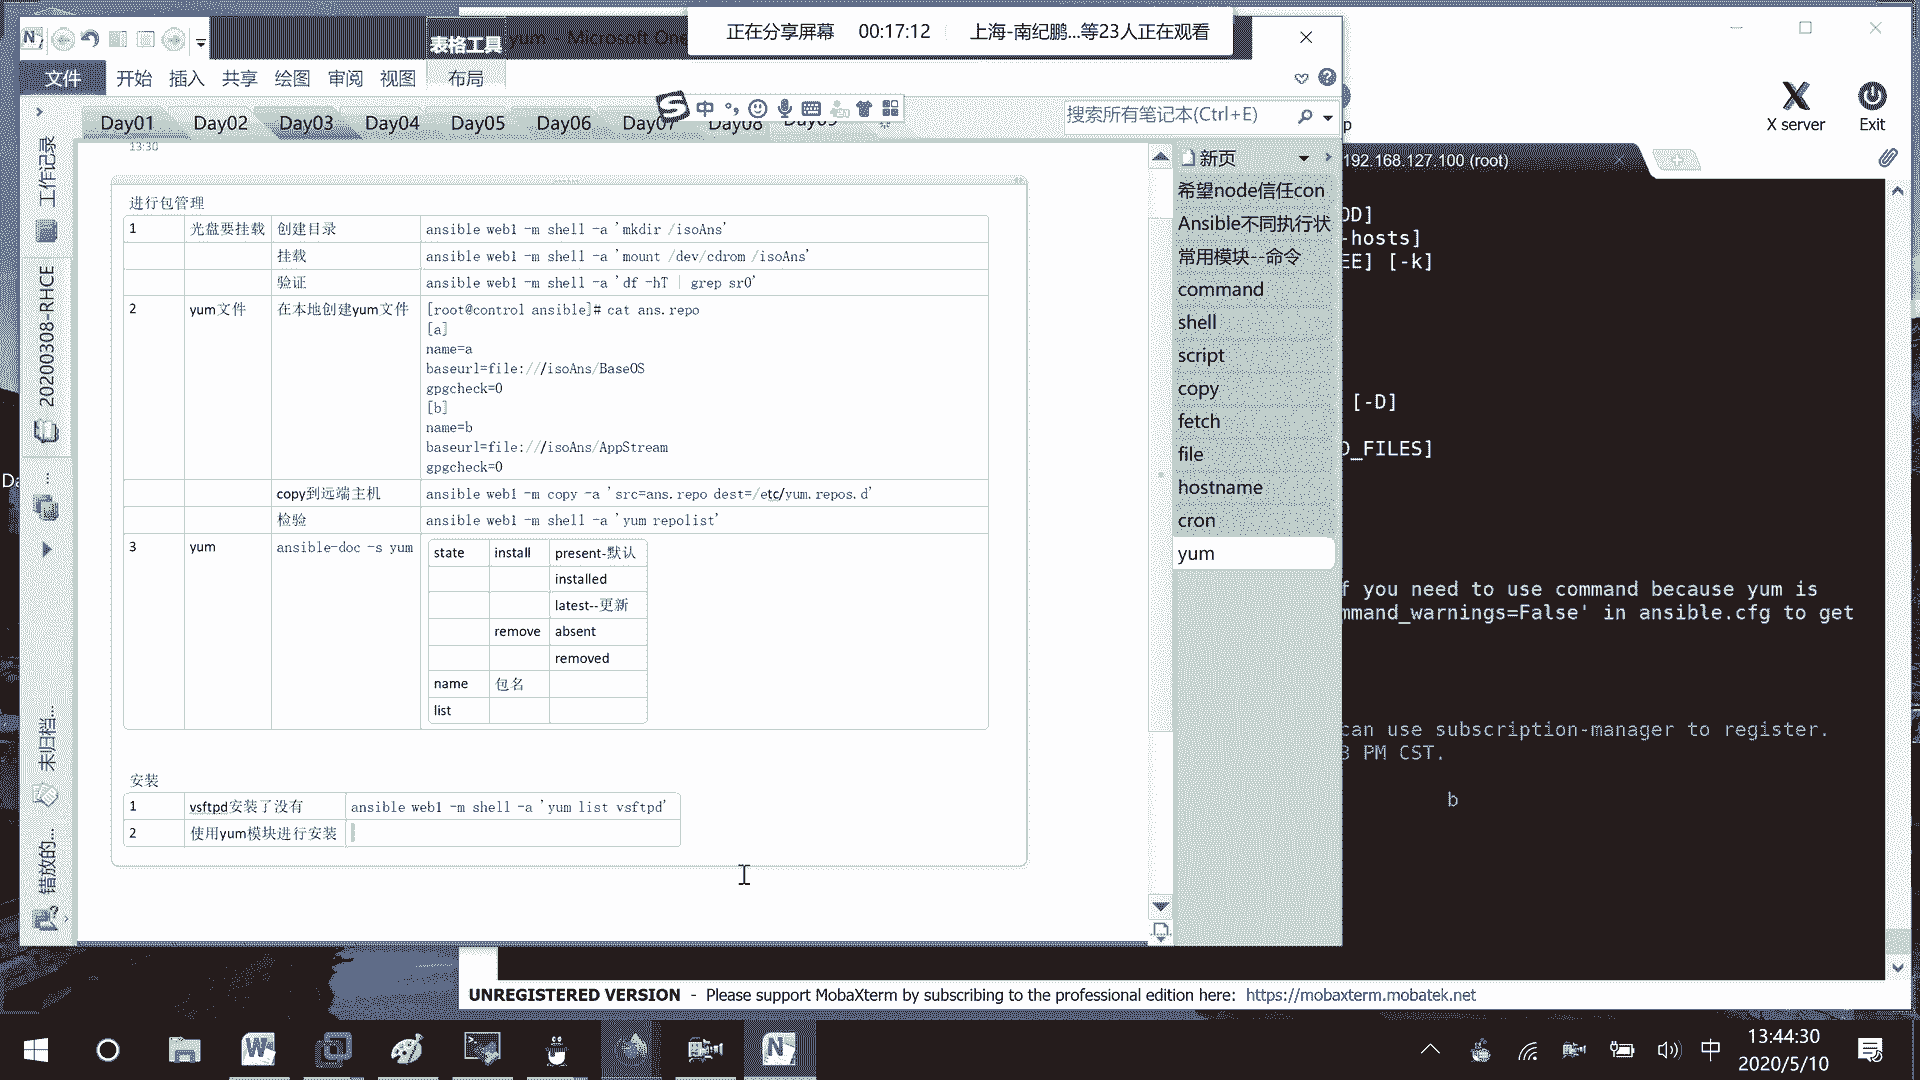 正在分享屏幕 00:17:12 上海-南纪鹏...等23人正在观看
表格工具 yum - Microsoft One
文件 开始 插入 共享 绘图 审阅 视图 布局
Day01 Day02 Day03 Day04 Day05 Day06 Day07 Day08 Day09
中
搜索所有笔记本(Ctrl+E)
X server Exit
工作记录
20200308-RHCE
未归档...
错放的...
13:30
进行包管理
1 光盘要挂载 创建目录 ansible web1 -m shell -a 'mkdir /isoAns'
挂载 ansible web1 -m shell -a 'mount /dev/cdrom /isoAns'
验证 ansible web1 -m shell -a 'df -hT | grep sr0'
2 yum文件 在本地创建yum文件 [root@control ansible]# cat ans.repo
[a]
name=a
baseurl=file:///isoAns/BaseOS
gpgcheck=0
[b]
name=b
baseurl=file:///isoAns/AppStream
gpgcheck=0
copy到远端主机 ansible web1 -m copy -a 'src=ans.repo dest=/etc/yum.repos.d'
检验 ansible web1 -m shell -a 'yum repolist'
3 yum ansible-doc -s yum state install present-默认
installed
latest--更新
remove absent
removed
name 包名
list
安装
1 vsftpd安装了没有 ansible web1 -m shell -a 'yum list vsftpd'
2 使用yum模块进行安装
新页
希望node信任con
Ansible不同执行状
常用模块--命令
command
shell
script
copy
fetch
file
hostname
cron
yum
192.168.127.100 (root)
OD]
-hosts]
EE] [-k]
[-D]
D_FILES]
f you need to use command because yum is
mmand_warnings=False' in ansible.cfg to get
can use subscription-manager to register.
3 PM CST.
b
UNREGISTERED VERSION - Please support MobaXterm by subscribing to the professional edition here: https://mobaxterm.mobatek.net
中
13:44:30
2020/5/10